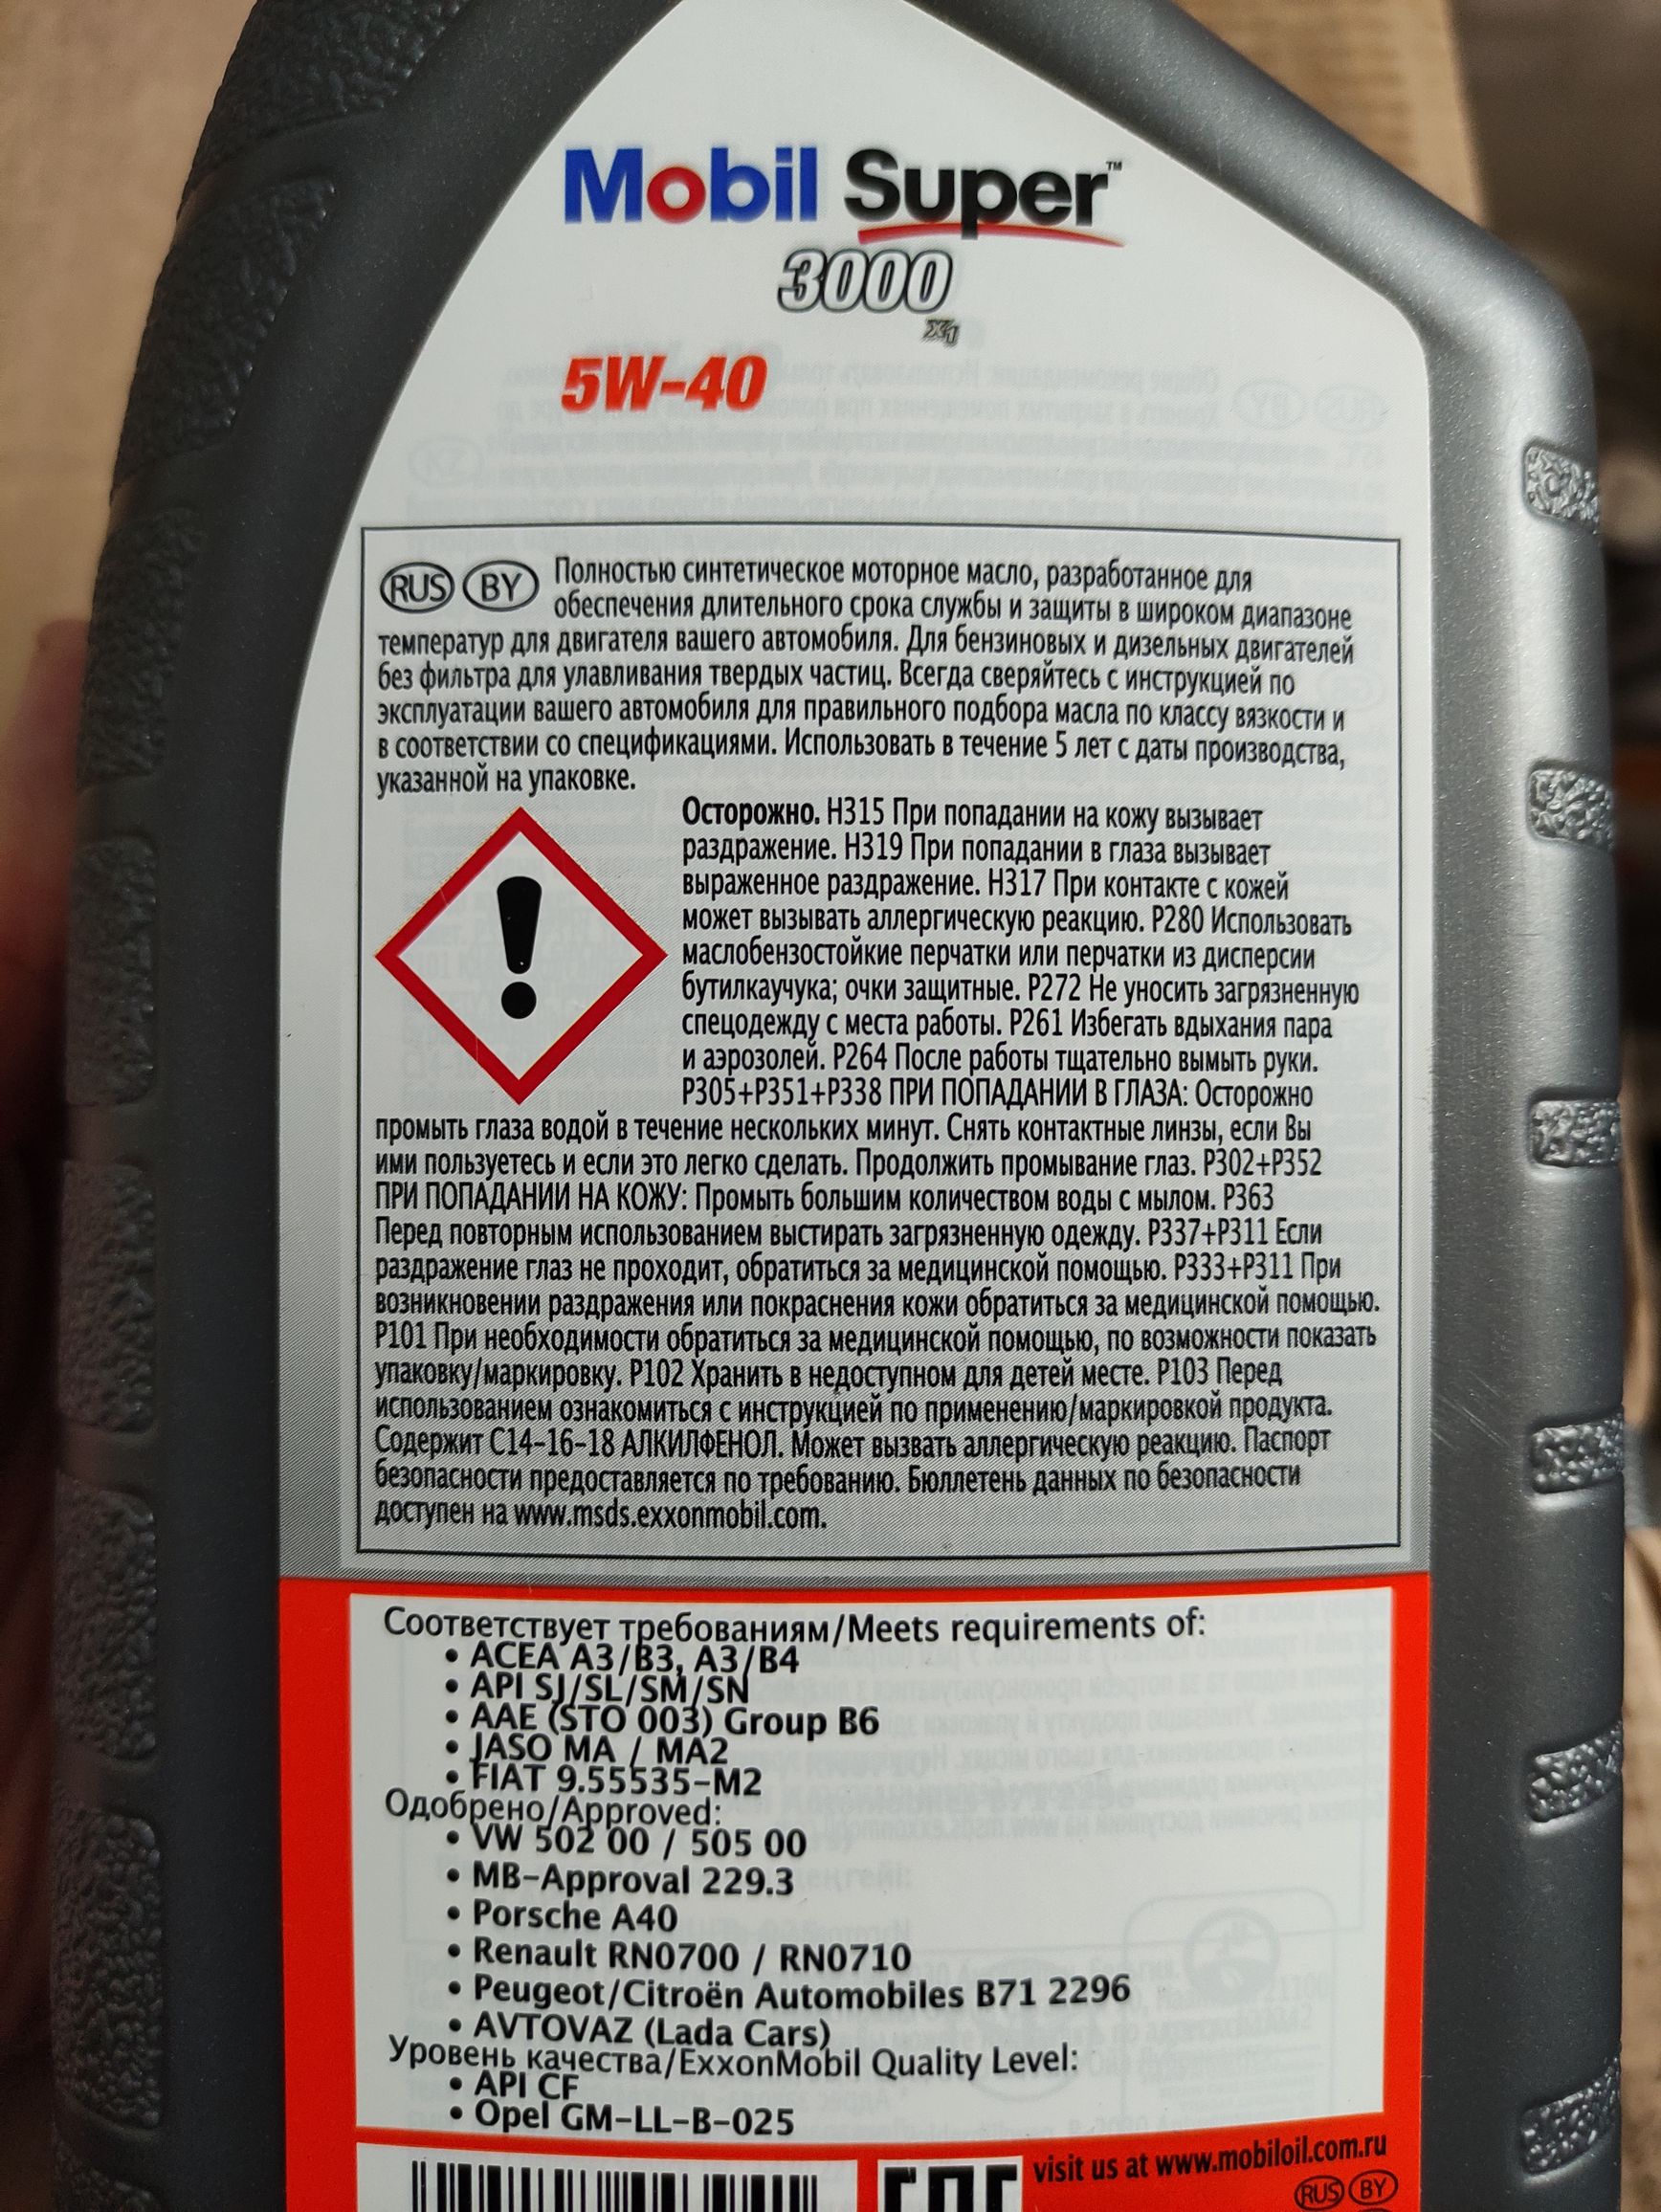 Mobil Super™
3000
X1
5W-40
RUS BY Полностью синтетическое моторное масло, разработанное для
обеспечения длительного срока службы и защиты в широком диапазоне
температур для двигателя вашего автомобиля. Для бензиновых и дизельных двигателей
без фильтра для улавливания твердых частиц. Всегда сверяйтесь с инструкцией по
эксплуатации вашего автомобиля для правильного подбора масла по классу вязкости и
в соответствии со спецификациями. Использовать в течение 5 лет с даты производства,
указанной на упаковке.
Осторожно. H315 При попадании на кожу вызывает
раздражение. H319 При попадании в глаза вызывает
выраженное раздражение. H317 При контакте с кожей
может вызывать аллергическую реакцию. P280 Использовать
маслобензостойкие перчатки или перчатки из дисперсии
бутилкаучука; очки защитные. P272 Не уносить загрязненную
спецодежду с места работы. P261 Избегать вдыхания пара
и аэрозолей. P264 После работы тщательно вымыть руки.
P305+P351+P338 ПРИ ПОПАДАНИИ В ГЛАЗА: Осторожно
промыть глаза водой в течение нескольких минут. Снять контактные линзы, если Вы
ими пользуетесь и если это легко сделать. Продолжить промывание глаз. P302+P352
ПРИ ПОПАДАНИИ НА КОЖУ: Промыть большим количеством воды с мылом. P363
Перед повторным использованием выстирать загрязненную одежду. P337+P311 Если
раздражение глаз не проходит, обратиться за медицинской помощью. P333+P311 При
возникновении раздражения или покраснения кожи обратиться за медицинской помощью.
P101 При необходимости обратиться за медицинской помощью, по возможности показать
упаковку/маркировку. P102 Хранить в недоступном для детей месте. P103 Перед
использованием ознакомиться с инструкцией по применению/маркировкой продукта.
Содержит C14-16-18 АЛКИЛФЕНОЛ. Может вызвать аллергическую реакцию. Паспорт
безопасности предоставляется по требованию. Бюллетень данных по безопасности
доступен на www.msds.exxonmobil.com.
Соответствует требованиям/Meets requirements of:
• ACEA A3/B3, A3/B4
• API SJ/SL/SM/SN
• AAE (STO 003) Group B6
• JASO MA / MA2
• FIAT 9.55535-M2
Одобрено/Approved:
• VW 502 00 / 505 00
• MB-Approval 229.3
• Porsche A40
• Renault RN0700 / RN0710
• Peugeot/Citroën Automobiles B71 2296
• AVTOVAZ (Lada Cars)
Уровень качества/ExxonMobil Quality Level:
• API CF
• Opel GM-LL-B-025
visit us at www.mobiloil.com.ru
RUS BY